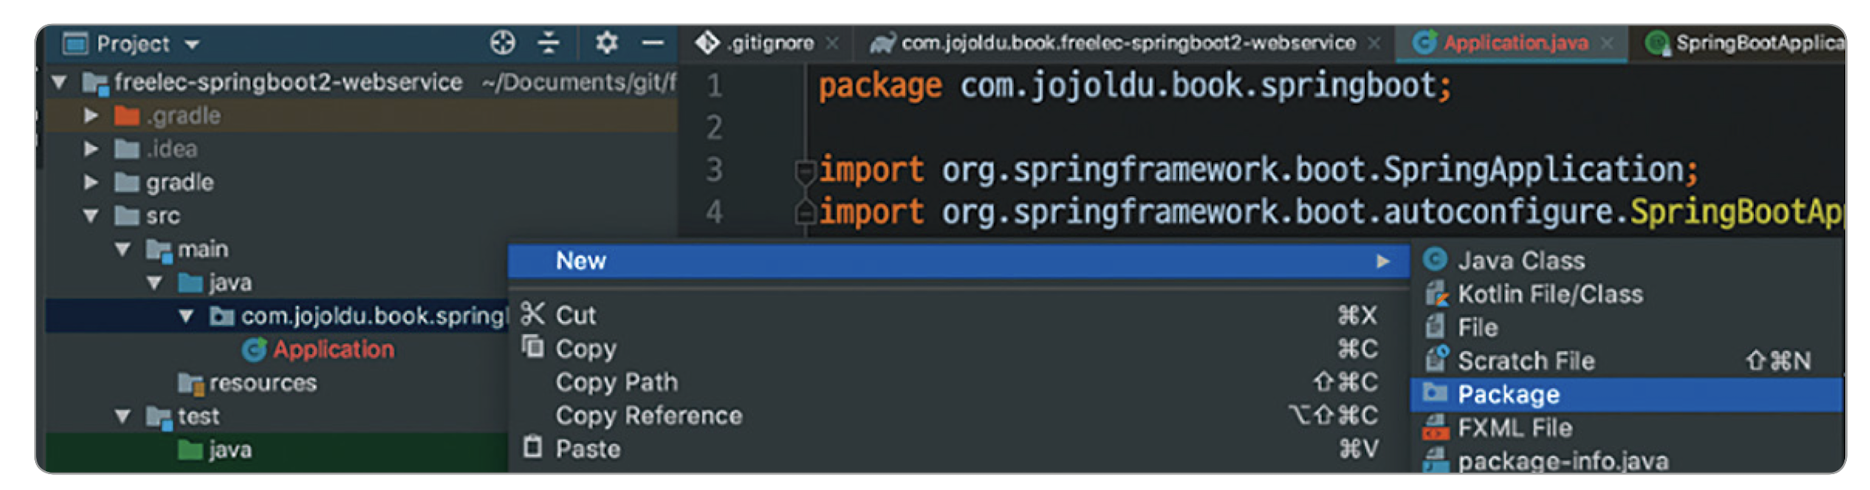 Project
.gitignore
com.jojoldu.book.freelec-springboot2-webservice
Application.java
SpringBootApplica
freelec-springboot2-webservice ~/Documents/git/f
.gradle
.idea
gradle
src
main
java
com.jojoldu.book.springl
Application
resources
test
java
1 package com.jojoldu.book.springboot;
2
3 import org.springframework.boot.SpringApplication;
4 import org.springframework.boot.autoconfigure.SpringBootAp
New
Cut ⌘X
Copy ⌘C
Copy Path ⇧⌘C
Copy Reference ⌥⇧⌘C
Paste ⌘V
Java Class
Kotlin File/Class
File
Scratch File ⇧⌘N
Package
FXML File
package-info.java